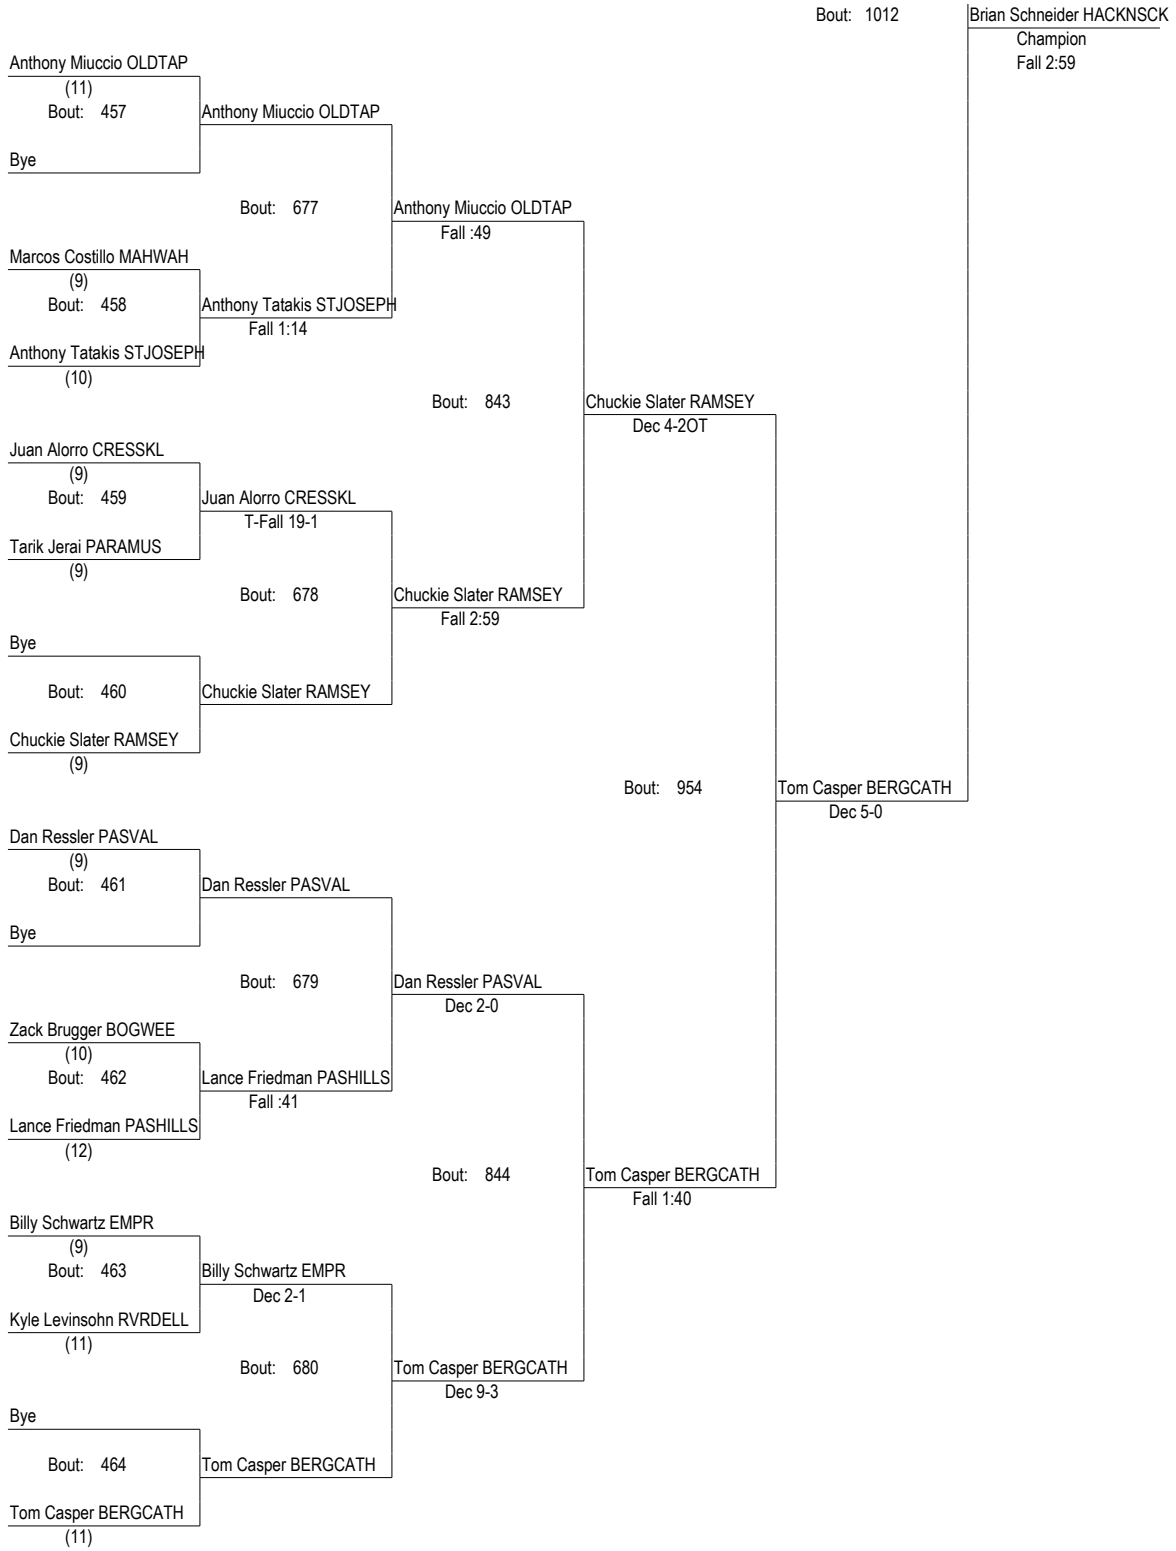 Bout: 1012
Brian Schneider HACKNSCK
Champion
Fall 2:59
Anthony Miuccio OLDTAP
(11)
Bout: 457
Anthony Miuccio OLDTAP
Bye
Bout: 677
Anthony Miuccio OLDTAP
Fall :49
Marcos Costillo MAHWAH
(9)
Bout: 458
Anthony Tatakis STJOSEPH
Fall 1:14
Anthony Tatakis STJOSEPH
(10)
Bout: 843
Chuckie Slater RAMSEY
Dec 4-2OT
Juan Alorro CRESSKL
(9)
Bout: 459
Juan Alorro CRESSKL
T-Fall 19-1
Tarik Jerai PARAMUS
(9)
Bout: 678
Chuckie Slater RAMSEY
Fall 2:59
Bye
Bout: 460
Chuckie Slater RAMSEY
Chuckie Slater RAMSEY
(9)
Bout: 954
Tom Casper BERGCATH
Dec 5-0
Dan Ressler PASVAL
(9)
Bout: 461
Dan Ressler PASVAL
Bye
Bout: 679
Dan Ressler PASVAL
Dec 2-0
Zack Brugger BOGWEE
(10)
Bout: 462
Lance Friedman PASHILLS
Fall :41
Lance Friedman PASHILLS
(12)
Bout: 844
Tom Casper BERGCATH
Fall 1:40
Billy Schwartz EMPR
(9)
Bout: 463
Billy Schwartz EMPR
Dec 2-1
Kyle Levinsohn RVRDELL
(11)
Bout: 680
Tom Casper BERGCATH
Dec 9-3
Bye
Bout: 464
Tom Casper BERGCATH
Tom Casper BERGCATH
(11)